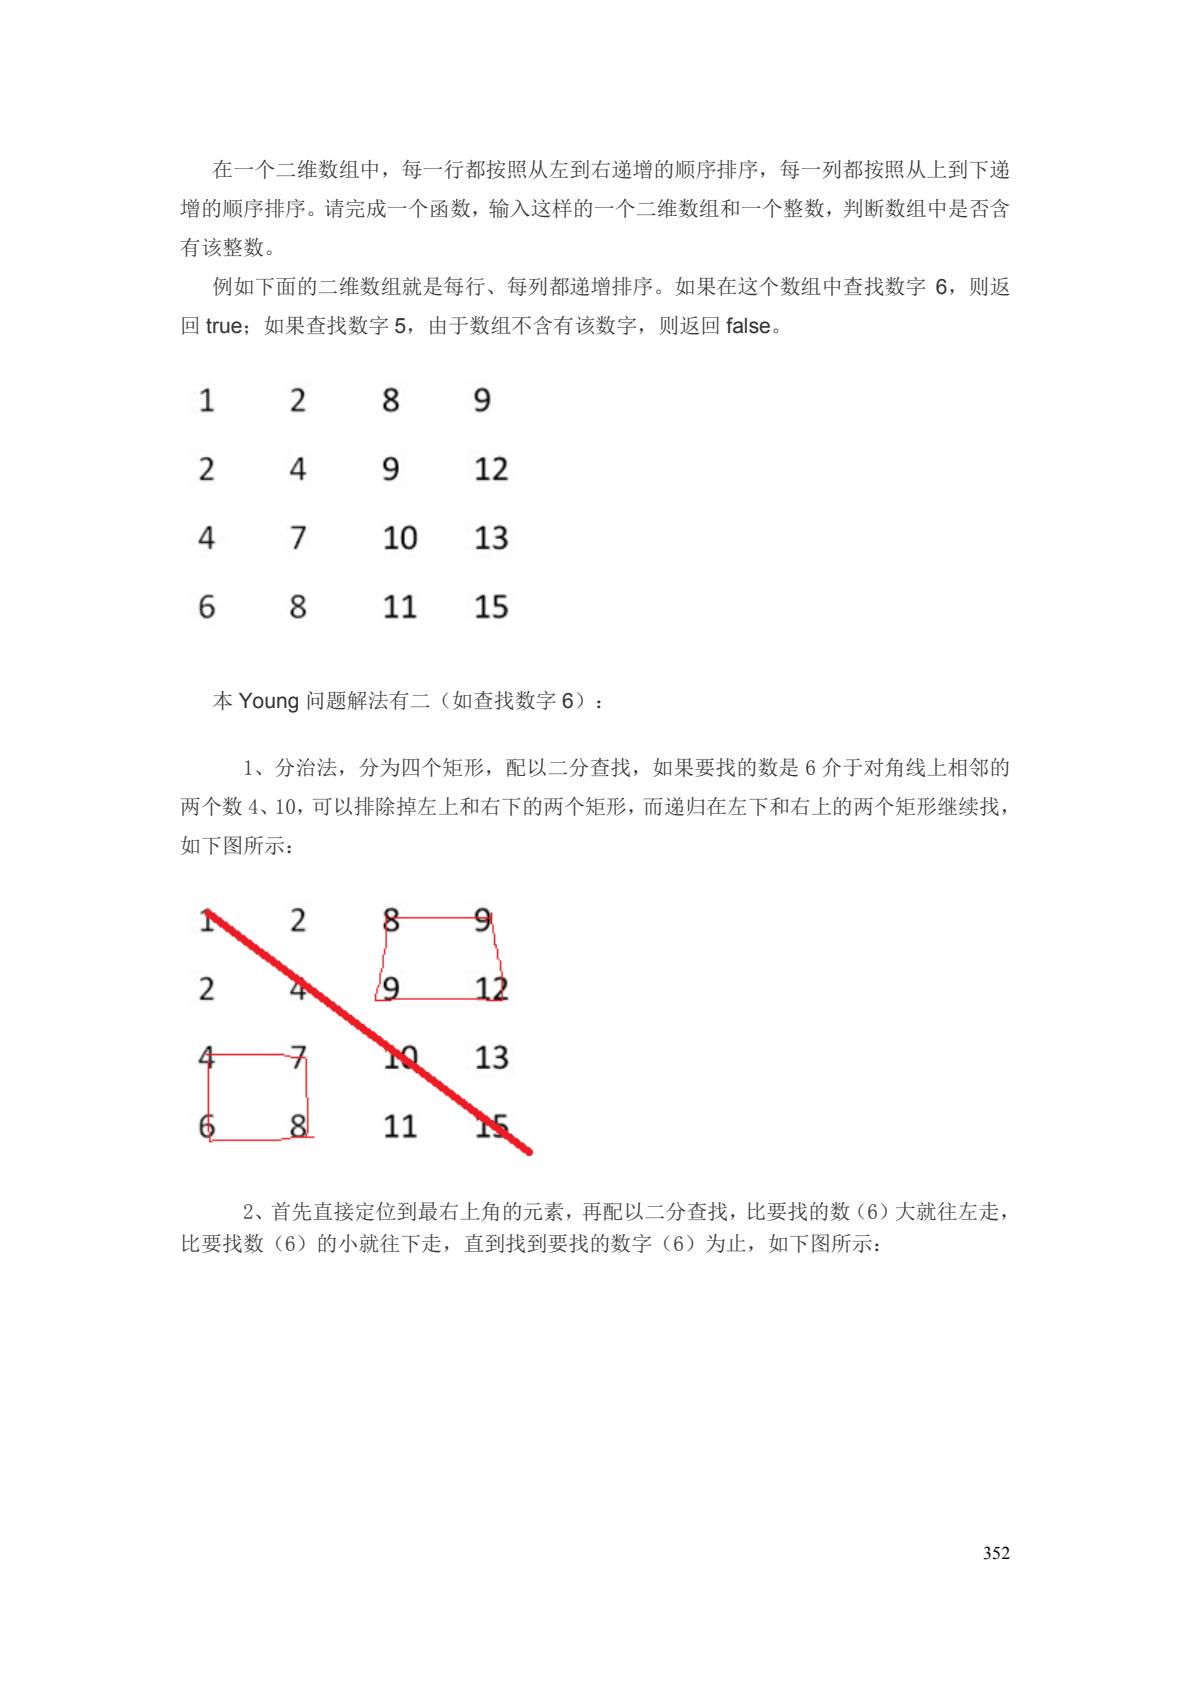 在一个二维数组中，每一行都按照从左到右递增的顺序排序，每一列都按照从上到下递
增的顺序排序。请完成一个函数，输入这样的一个二维数组和一个整数，判断数组中是否含
有该整数。
例如下面的二维数组就是每行、每列都递增排序。如果在这个数组中查找数字 6，则返
回 true；如果查找数字 5，由于数组不含有该数字，则返回 false。
1 2 8 9
2 4 9 12
4 7 10 13
6 8 11 15
本 Young 问题解法有二（如查找数字 6）：
1、分治法，分为四个矩形，配以二分查找，如果要找的数是 6 介于对角线上相邻的
两个数 4、10，可以排除掉左上和右下的两个矩形，而递归在左下和右上的两个矩形继续找，
如下图所示：
1 2 8 9
2 4 9 12
4 7 10 13
6 8 11 15
2、首先直接定位到最右上角的元素，再配以二分查找，比要找的数（6）大就往左走，
比要找数（6）的小就往下走，直到找到要找的数字（6）为止，如下图所示：
352